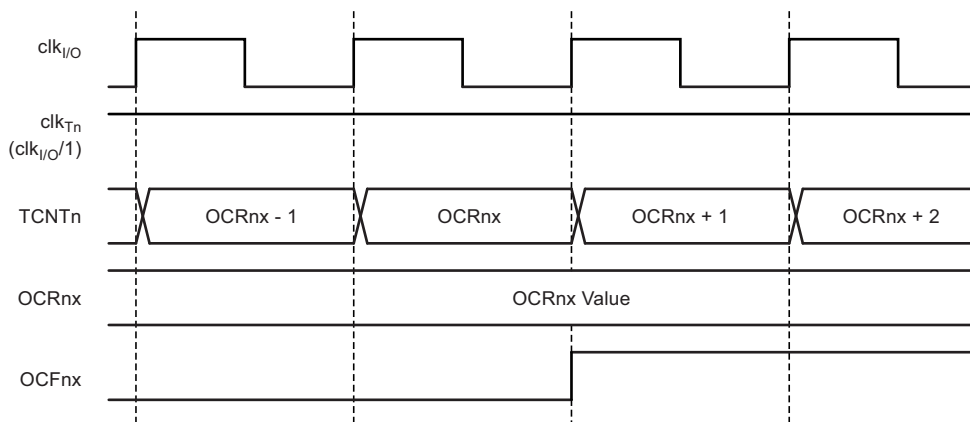 clkI/O
clkTn
(clkI/O/1)
TCNTn OCRnx - 1 OCRnx OCRnx + 1 OCRnx + 2
OCRnx OCRnx Value
OCFnx